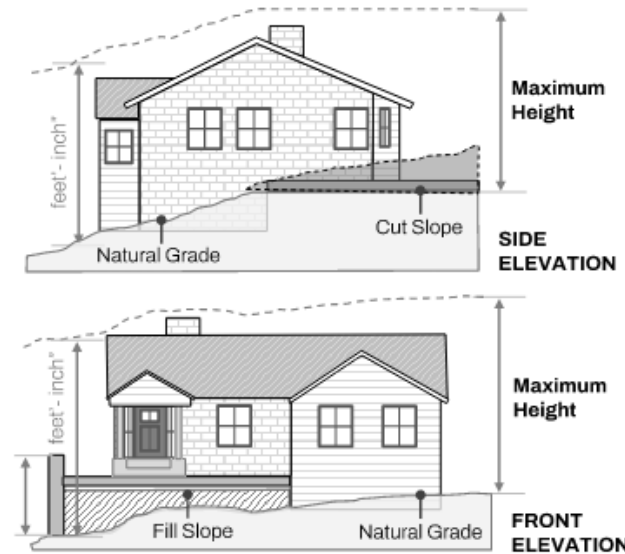 Maximum
Height
feet'- inch"
Natural Grade
Cut Slope
SIDE
ELEVATION
Maximum
Height
feet'- inch"
Fill Slope
Natural Grade
FRONT
ELEVATION